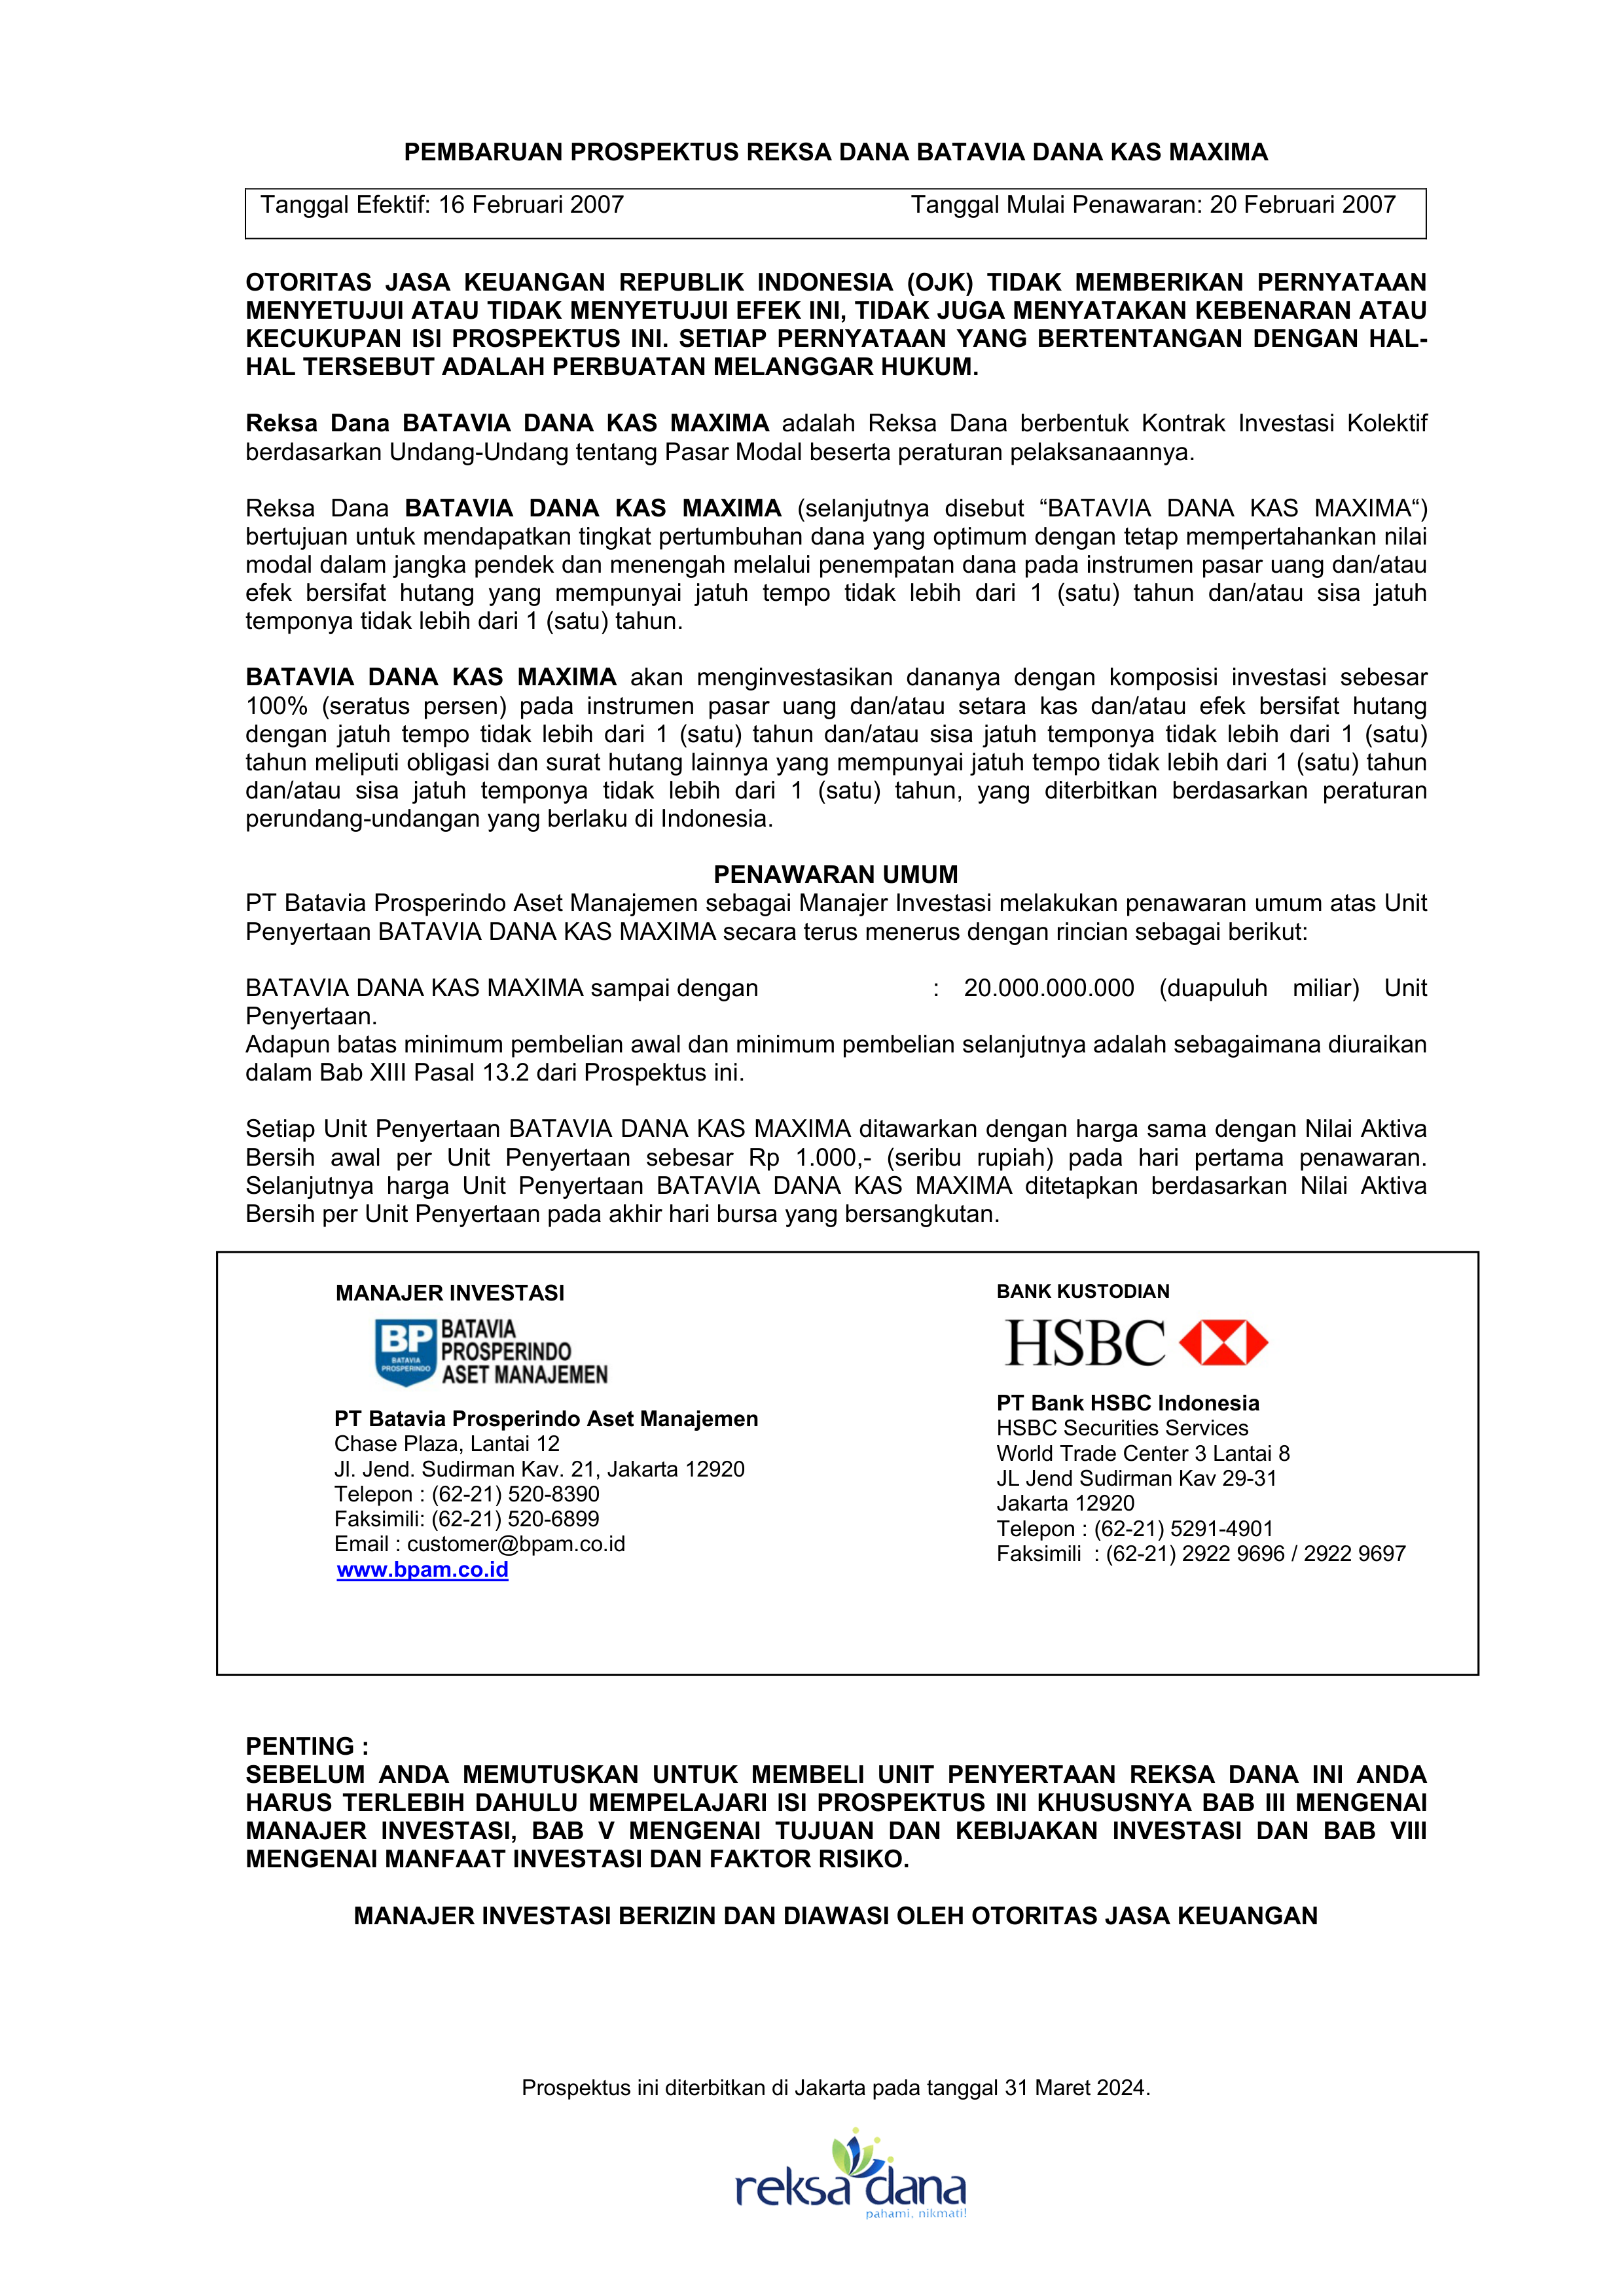 PEMBARUAN PROSPEKTUS REKSA DANA BATAVIA DANA KAS MAXIMA
Tanggal Efektif: 16 Februari 2007 Tanggal Mulai Penawaran: 20 Februari 2007
OTORITAS JASA KEUANGAN REPUBLIK INDONESIA (OJK) TIDAK MEMBERIKAN PERNYATAAN
MENYETUJUI ATAU TIDAK MENYETUJUI EFEK INI, TIDAK JUGA MENYATAKAN KEBENARAN ATAU
KECUKUPAN ISI PROSPEKTUS INI. SETIAP PERNYATAAN YANG BERTENTANGAN DENGAN HAL-
HAL TERSEBUT ADALAH PERBUATAN MELANGGAR HUKUM.
Reksa Dana BATAVIA DANA KAS MAXIMA adalah Reksa Dana berbentuk Kontrak Investasi Kolektif
berdasarkan Undang-Undang tentang Pasar Modal beserta peraturan pelaksanaannya.
Reksa Dana BATAVIA DANA KAS MAXIMA (selanjutnya disebut “BATAVIA DANA KAS MAXIMA“)
bertujuan untuk mendapatkan tingkat pertumbuhan dana yang optimum dengan tetap mempertahankan nilai
modal dalam jangka pendek dan menengah melalui penempatan dana pada instrumen pasar uang dan/atau
efek bersifat hutang yang mempunyai jatuh tempo tidak lebih dari 1 (satu) tahun dan/atau sisa jatuh
temponya tidak lebih dari 1 (satu) tahun.
BATAVIA DANA KAS MAXIMA akan menginvestasikan dananya dengan komposisi investasi sebesar
100% (seratus persen) pada instrumen pasar uang dan/atau setara kas dan/atau efek bersifat hutang
dengan jatuh tempo tidak lebih dari 1 (satu) tahun dan/atau sisa jatuh temponya tidak lebih dari 1 (satu)
tahun meliputi obligasi dan surat hutang lainnya yang mempunyai jatuh tempo tidak lebih dari 1 (satu) tahun
dan/atau sisa jatuh temponya tidak lebih dari 1 (satu) tahun, yang diterbitkan berdasarkan peraturan
perundang-undangan yang berlaku di Indonesia.
PENAWARAN UMUM
PT Batavia Prosperindo Aset Manajemen sebagai Manajer Investasi melakukan penawaran umum atas Unit
Penyertaan BATAVIA DANA KAS MAXIMA secara terus menerus dengan rincian sebagai berikut:
BATAVIA DANA KAS MAXIMA sampai dengan : 20.000.000.000 (duapuluh miliar) Unit
Penyertaan.
Adapun batas minimum pembelian awal dan minimum pembelian selanjutnya adalah sebagaimana diuraikan
dalam Bab XIII Pasal 13.2 dari Prospektus ini.
Setiap Unit Penyertaan BATAVIA DANA KAS MAXIMA ditawarkan dengan harga sama dengan Nilai Aktiva
Bersih awal per Unit Penyertaan sebesar Rp 1.000,- (seribu rupiah) pada hari pertama penawaran.
Selanjutnya harga Unit Penyertaan BATAVIA DANA KAS MAXIMA ditetapkan berdasarkan Nilai Aktiva
Bersih per Unit Penyertaan pada akhir hari bursa yang bersangkutan.
MANAJER INVESTASI
BP
BATAVIA
PROSPERINDO
BATAVIA
PROSPERINDO
ASET MANAJEMEN
PT Batavia Prosperindo Aset Manajemen
Chase Plaza, Lantai 12
Jl. Jend. Sudirman Kav. 21, Jakarta 12920
Telepon : (62-21) 520-8390
Faksimili: (62-21) 520-6899
Email : customer@bpam.co.id
www.bpam.co.id
BANK KUSTODIAN
HSBC
PT Bank HSBC Indonesia
HSBC Securities Services
World Trade Center 3 Lantai 8
JL Jend Sudirman Kav 29-31
Jakarta 12920
Telepon : (62-21) 5291-4901
Faksimili : (62-21) 2922 9696 / 2922 9697
PENTING :
SEBELUM ANDA MEMUTUSKAN UNTUK MEMBELI UNIT PENYERTAAN REKSA DANA INI ANDA
HARUS TERLEBIH DAHULU MEMPELAJARI ISI PROSPEKTUS INI KHUSUSNYA BAB III MENGENAI
MANAJER INVESTASI, BAB V MENGENAI TUJUAN DAN KEBIJAKAN INVESTASI DAN BAB VIII
MENGENAI MANFAAT INVESTASI DAN FAKTOR RISIKO.
MANAJER INVESTASI BERIZIN DAN DIAWASI OLEH OTORITAS JASA KEUANGAN
Prospektus ini diterbitkan di Jakarta pada tanggal 31 Maret 2024.
reksa dana
pahami, nikmati!